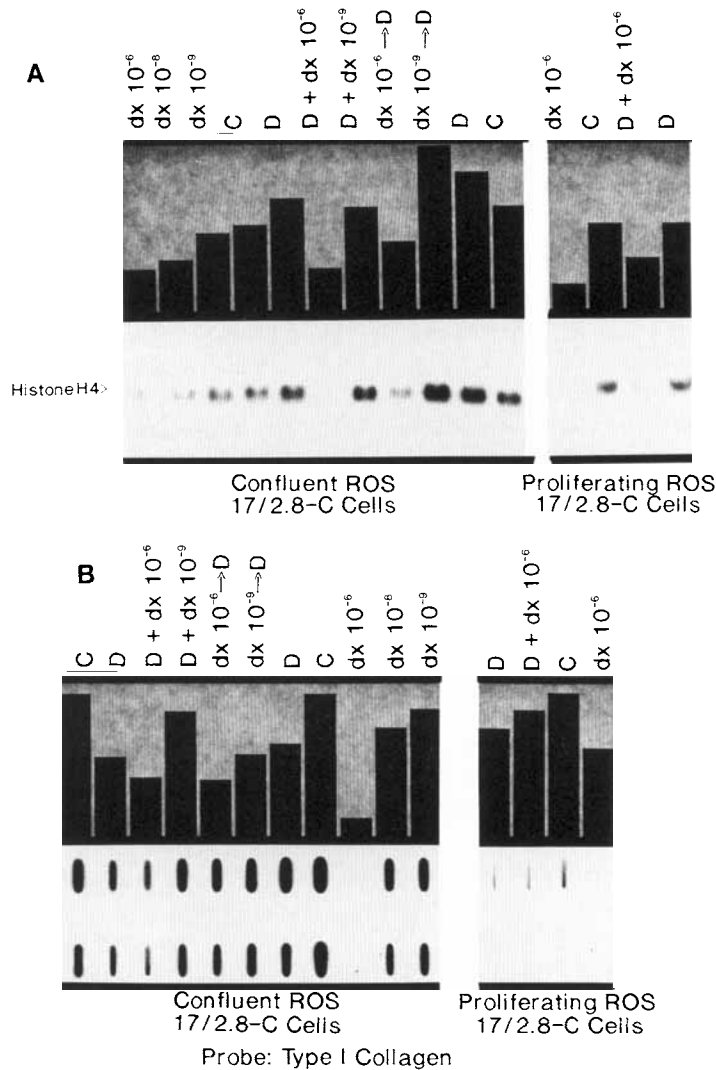 A
dx 10⁻⁶
dx 10⁻⁸
dx 10⁻⁹
C
D
D + dx 10⁻⁶
D + dx 10⁻⁹
dx 10⁻⁶→D
dx 10⁻⁹→D
D
C
dx 10⁻⁶
C
D + dx 10⁻⁶
D
Histone H4>
Confluent ROS
17/2.8-C Cells
Proliferating ROS
17/2.8-C Cells
B
C
D
D + dx 10⁻⁶
D + dx 10⁻⁹
dx 10⁻⁶→D
dx 10⁻⁹→D
D
C
dx 10⁻⁶
dx 10⁻⁸
dx 10⁻⁹
D
D + dx 10⁻⁶
C
dx 10⁻⁶
Confluent ROS
17/2.8-C Cells
Proliferating ROS
17/2.8-C Cells
Probe: Type I Collagen